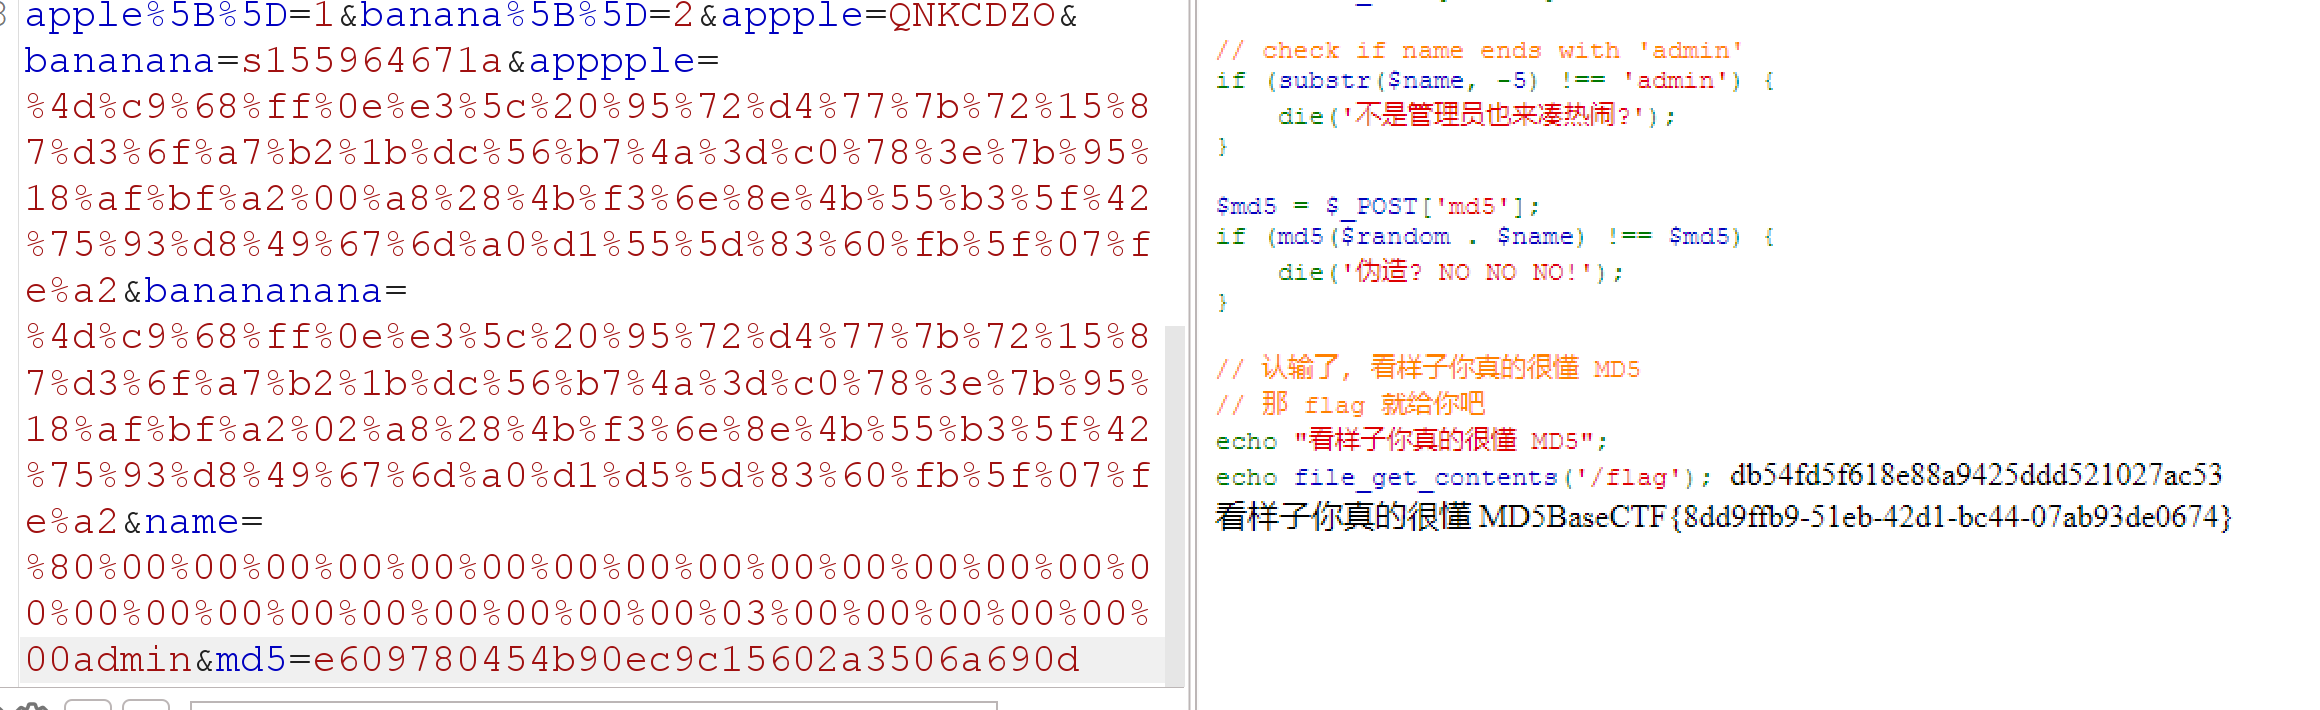 apple%5B%5D=1&banana%5B%5D=2&appple=QNKCDZO&
bananana=s155964671a&apppple=
%4d%c9%68%ff%0e%e3%5c%20%95%72%d4%77%7b%72%15%8
7%d3%6f%a7%b2%1b%dc%56%b7%4a%3d%c0%78%3e%7b%95%
18%af%bf%a2%00%a8%28%4b%f3%6e%8e%4b%55%b3%5f%42
%75%93%d8%49%67%6d%a0%d1%55%5d%83%60%fb%5f%07%f
e%a2&banananana=
%4d%c9%68%ff%0e%e3%5c%20%95%72%d4%77%7b%72%15%8
7%d3%6f%a7%b2%1b%dc%56%b7%4a%3d%c0%78%3e%7b%95%
18%af%bf%a2%02%a8%28%4b%f3%6e%8e%4b%55%b3%5f%42
%75%93%d8%49%67%6d%a0%d1%d5%5d%83%60%fb%5f%07%f
e%a2&name=
%80%00%00%00%00%00%00%00%00%00%00%00%00%00%00%0
0%00%00%00%00%00%00%00%00%00%03%00%00%00%00%00%
00admin&md5=e609780454b90ec9c15602a3506a690d
// check if name ends with 'admin'
if (substr($name, -5) !== 'admin') {
die('不是管理员也来凑热闹?');
}
$md5 = $_POST['md5'];
if (md5($random . $name) !== $md5) {
die('伪造? NO NO NO!');
}
// 认输了, 看样子你真的很懂 MD5
// 那 flag 就给你吧
echo "看样子你真的很懂 MD5";
echo file_get_contents('/flag'); db54fd5f618e88a9425ddd521027ac53
看样子你真的很懂 MD5BaseCTF{8dd9ffb9-51eb-42d1-bc44-07ab93de0674}